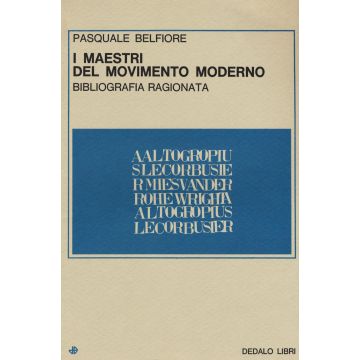 PASQUALE BELFIORE
I MAESTRI
DEL MOVIMENTO MODERNO
BIBLIOGRAFIA RAGIONATA
AALTOGROPIU
SLECORBUSIE
RMIESVANDER
ROHEWRIGHTA
ALTOGROPIUS
LECORBUSIER
DEDALO LIBRI